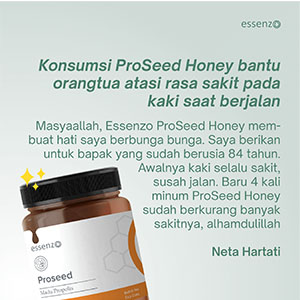 essenzo
Konsumsi ProSeed Honey bantu
orangtua atasi rasa sakit pada
kaki saat berjalan
Masyaallah, Essenzo ProSeed Honey mem-
buat hati saya berbunga bunga. Saya berikan
untuk bapak yang sudah berusia 84 tahun.
Awalnya kaki selalu sakit,
susah jalan. Baru 4 kali
minum ProSeed Honey
sudah berkurang banyak
sakitnya, alhamdulillah
Neta Hartati
essenzo
Proseed
Madu Propolis